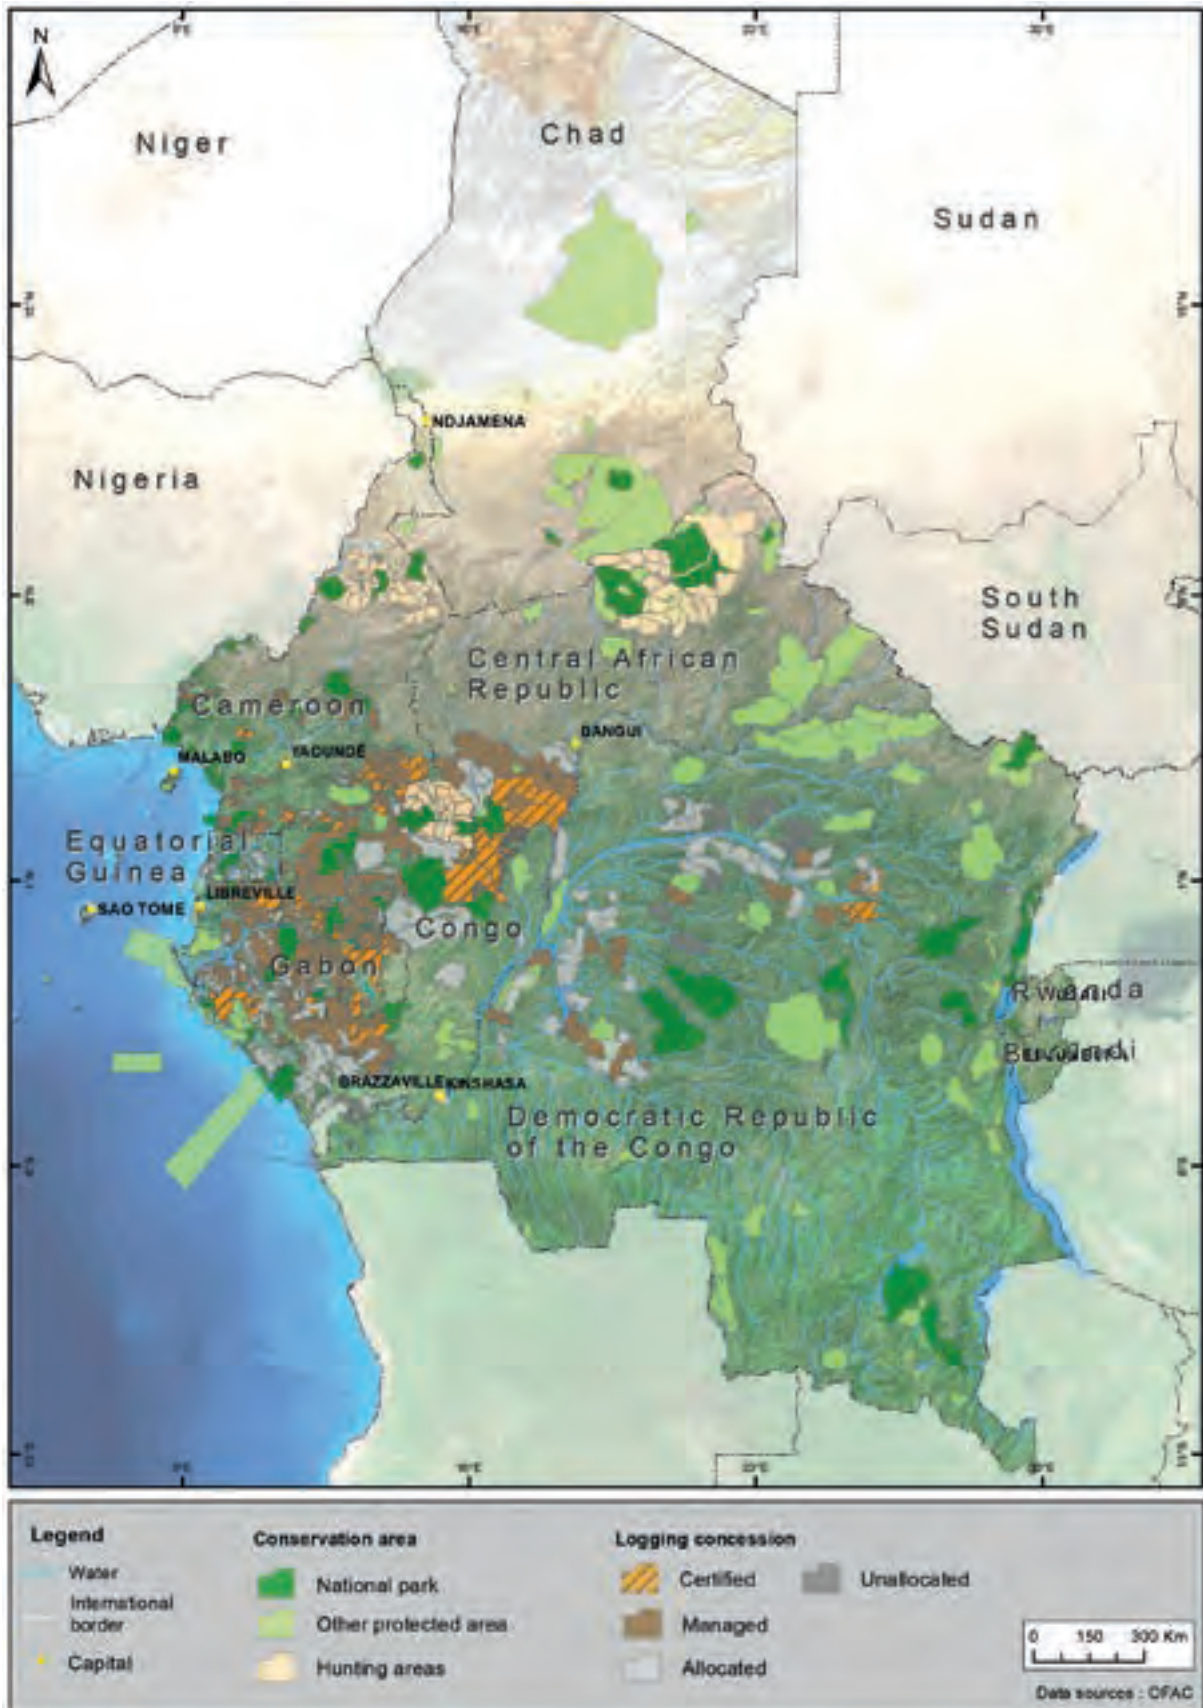 N
Niger
Chad
Sudan
NDJAMENA
Nigeria
South
Sudan
Central African
Republic
Cameroon
BANGUI
MALABO
YAOUNDE
Equatorial
Guinea
LIBREVILLE
SAO TOME
Congo
Gabon
Rwanda
BRAZZAVILLE
KINSHASA
Democratic Republic
of the Congo
Legend
Water
International
border
Capital
Conservation area
National park
Other protected area
Hunting areas
Logging concession
Certified
Unallocated
Managed
Allocated
0 150 300 Km
Data sources : OFAC